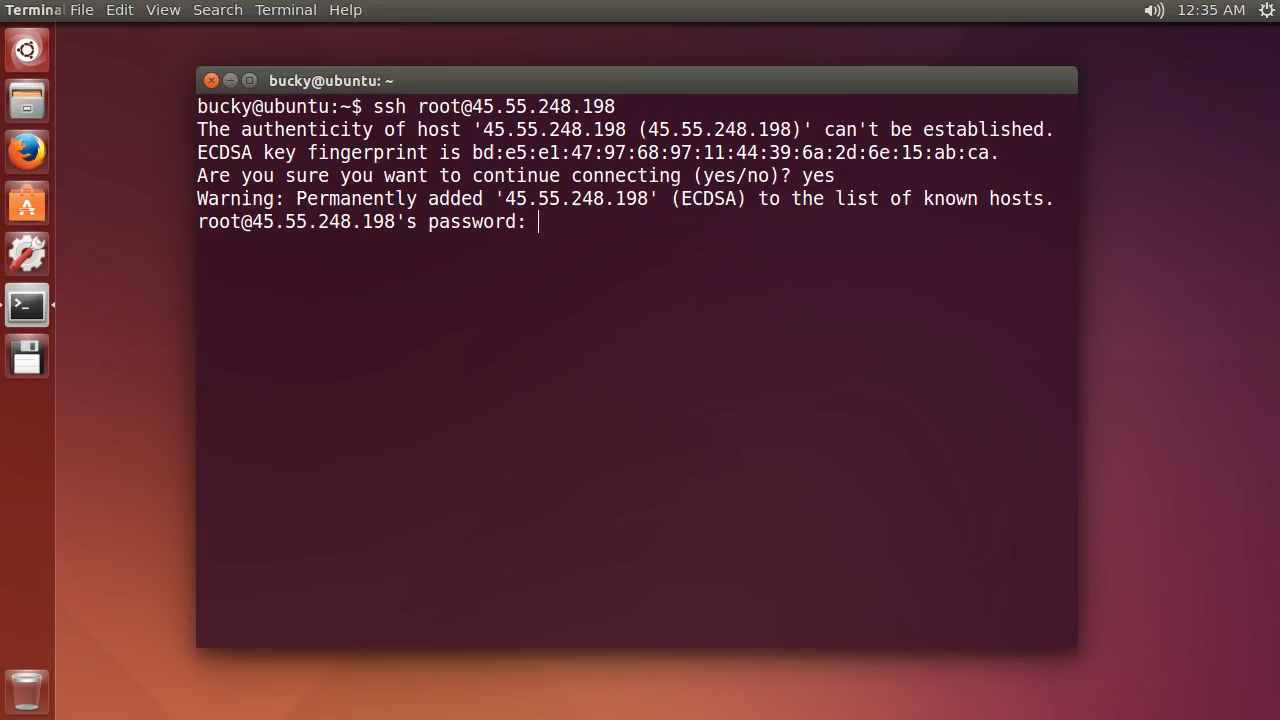 Terminal File Edit View Search Terminal Help 12:35 AM
bucky@ubuntu: ~
bucky@ubuntu:~$ ssh root@45.55.248.198
The authenticity of host '45.55.248.198 (45.55.248.198)' can't be established.
ECDSA key fingerprint is bd:e5:e1:47:97:68:97:11:44:39:6a:2d:6e:15:ab:ca.
Are you sure you want to continue connecting (yes/no)? yes
Warning: Permanently added '45.55.248.198' (ECDSA) to the list of known hosts.
root@45.55.248.198's password: